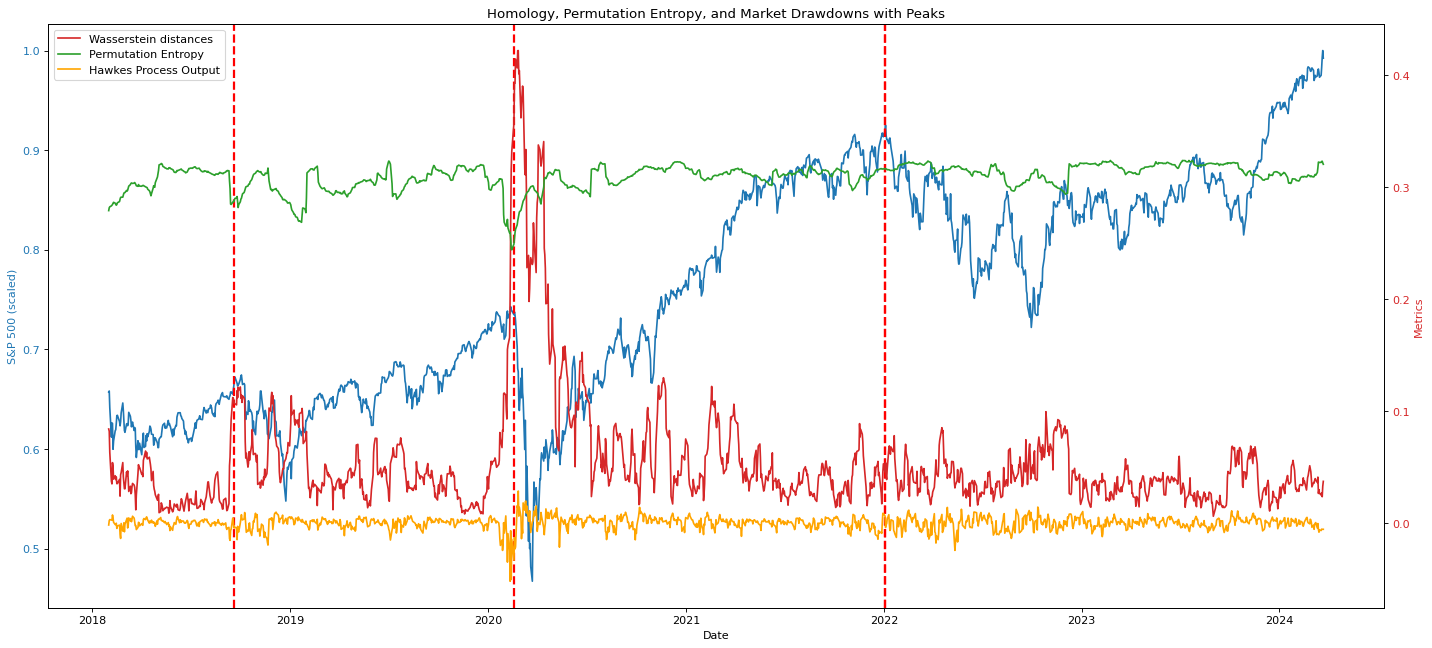 Homology, Permutation Entropy, and Market Drawdowns with Peaks
Wasserstein distances
Permutation Entropy
Hawkes Process Output
S&P 500 (scaled)
1.0
0.9
0.8
0.7
0.6
0.5
Metrics
0.4
0.3
0.2
0.1
0.0
2018
2019
2020
2021
2022
2023
2024
Date